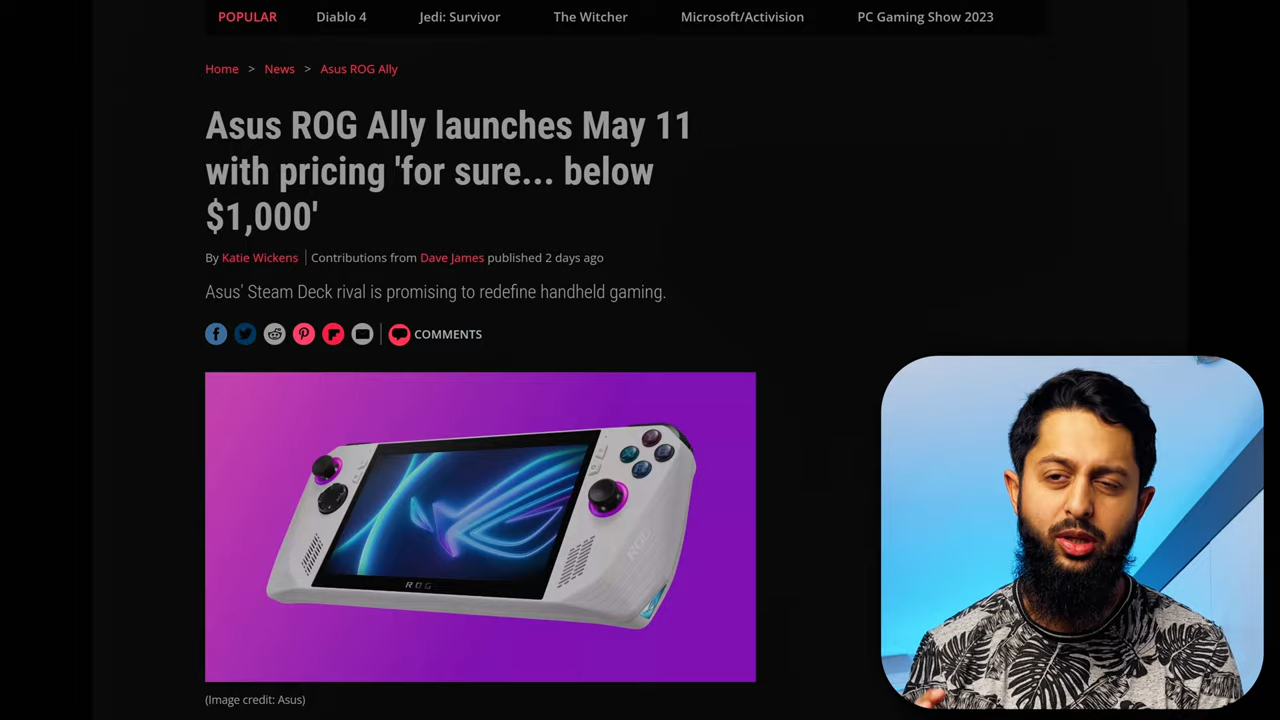 POPULAR Diablo 4 Jedi: Survivor The Witcher Microsoft/Activision PC Gaming Show 2023
Home > News > Asus ROG Ally
Asus ROG Ally launches May 11
with pricing 'for sure... below
$1,000'
By Katie Wickens Contributions from Dave James published 2 days ago
Asus' Steam Deck rival is promising to redefine handheld gaming.
COMMENTS
ROG
ROG
(Image credit: Asus)